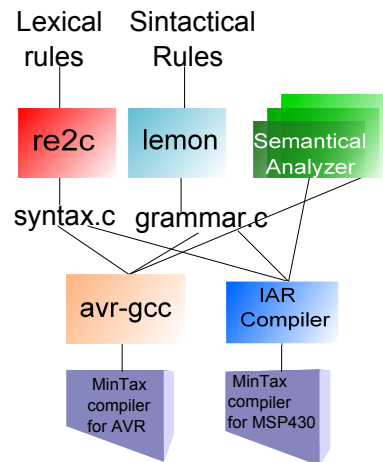 Lexical
rules
Sintactical
Rules
re2c
lemon
Semantical
Analyzer
syntax.c
grammar.c
avr-gcc
IAR
Compiler
MinTax
compiler
for AVR
MinTax
compiler
for MSP430